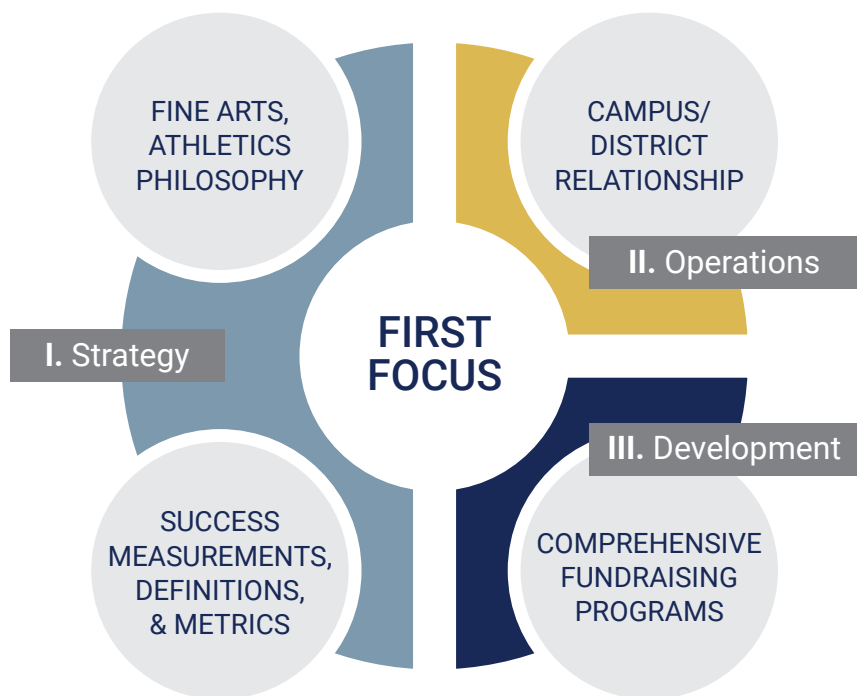 FINE ARTS,
ATHLETICS
PHILOSOPHY
CAMPUS/
DISTRICT
RELATIONSHIP
II. Operations
FIRST
FOCUS
I. Strategy
III. Development
SUCCESS
MEASUREMENTS,
DEFINITIONS,
& METRICS
COMPREHENSIVE
FUNDRAISING
PROGRAMS